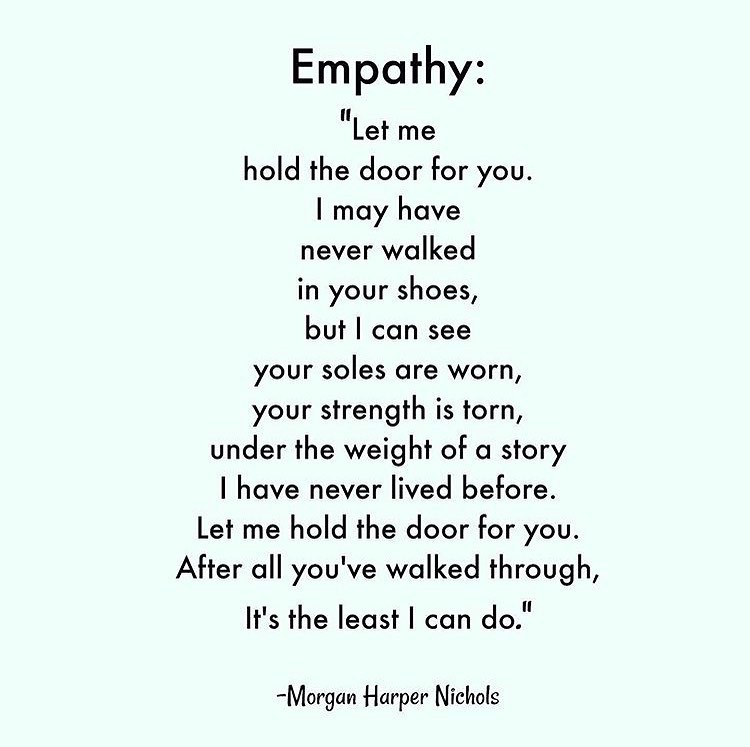 Empathy:
"Let me
hold the door for you.
I may have
never walked
in your shoes,
but I can see
your soles are worn,
your strength is torn,
under the weight of a story
I have never lived before.
Let me hold the door for you.
After all you've walked through,
It's the least I can do."
-Morgan Harper Nichols